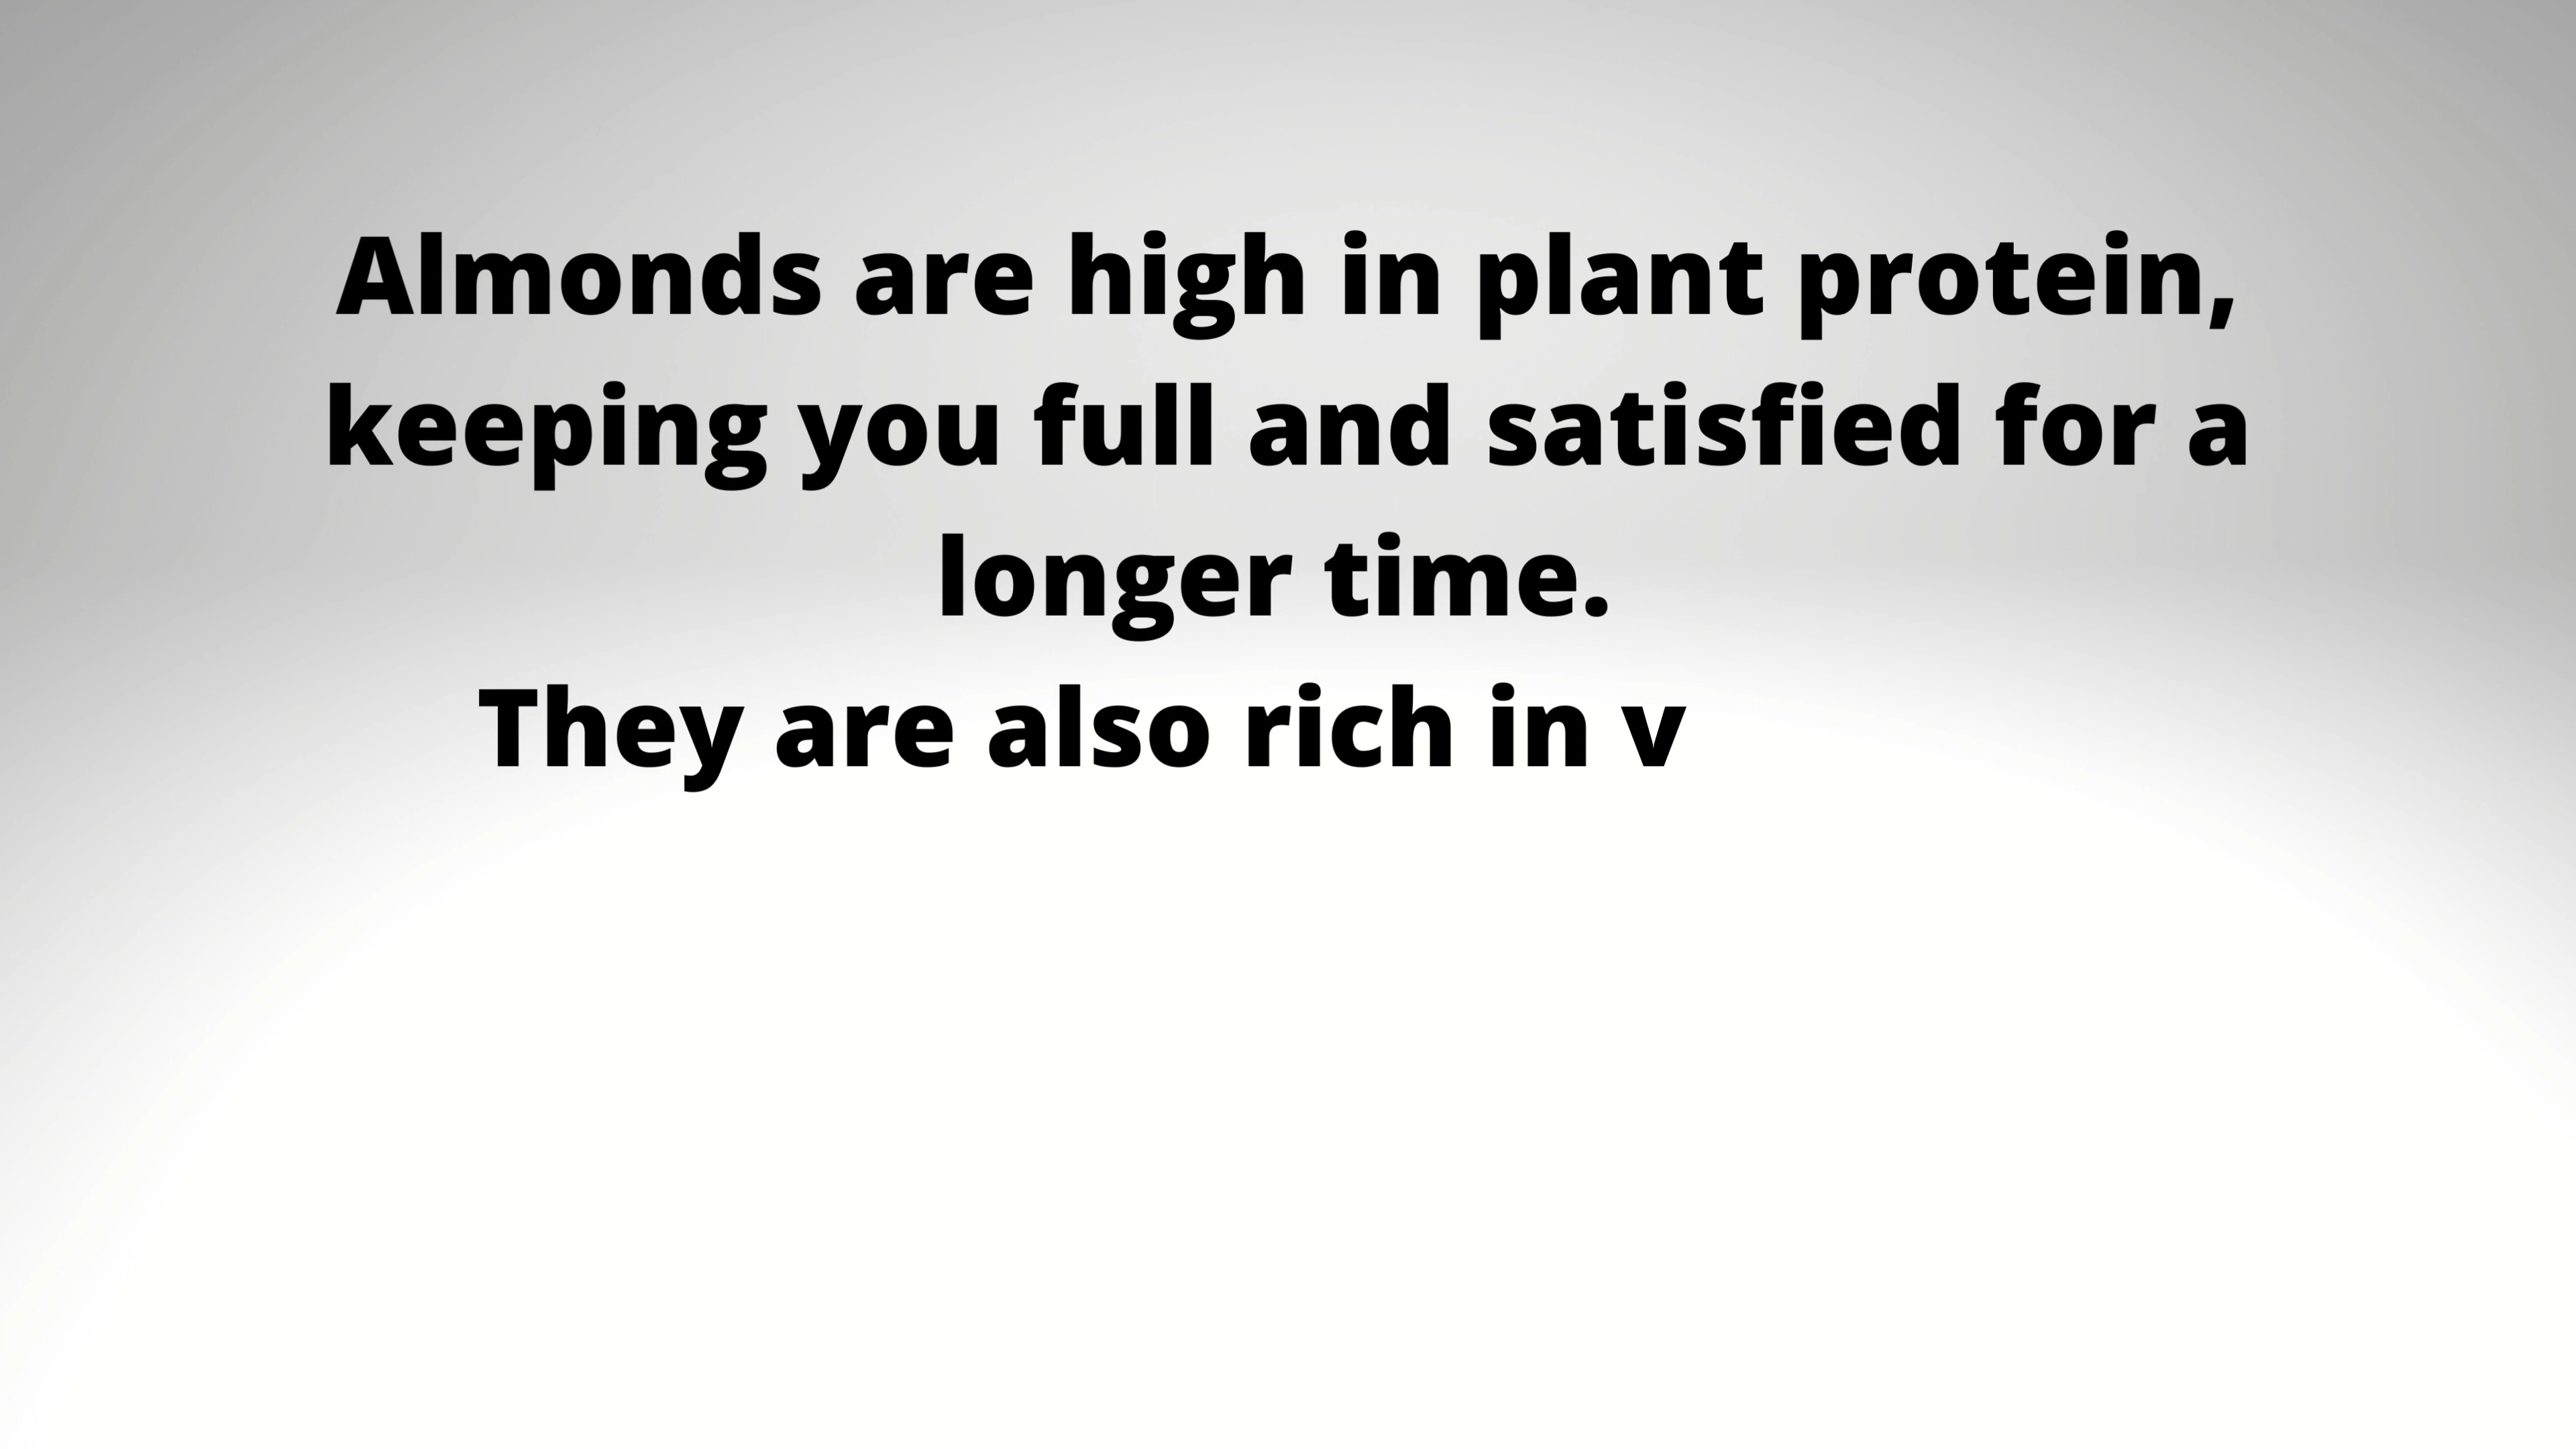 Almonds are high in plant protein,
keeping you full and satisfied for a
longer time.
They are also rich in v